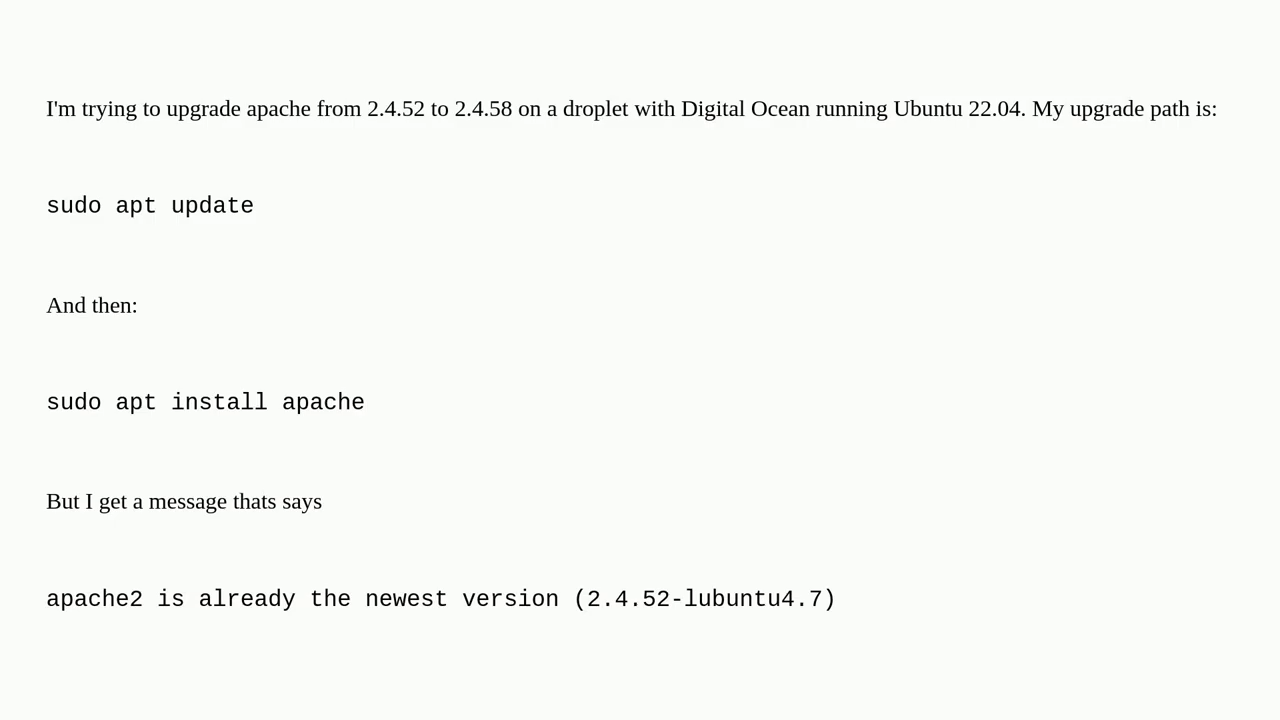 I'm trying to upgrade apache from 2.4.52 to 2.4.58 on a droplet with Digital Ocean running Ubuntu 22.04. My upgrade path is:
sudo apt update
And then:
sudo apt install apache
But I get a message thats says
apache2 is already the newest version (2.4.52-lubuntu4.7)